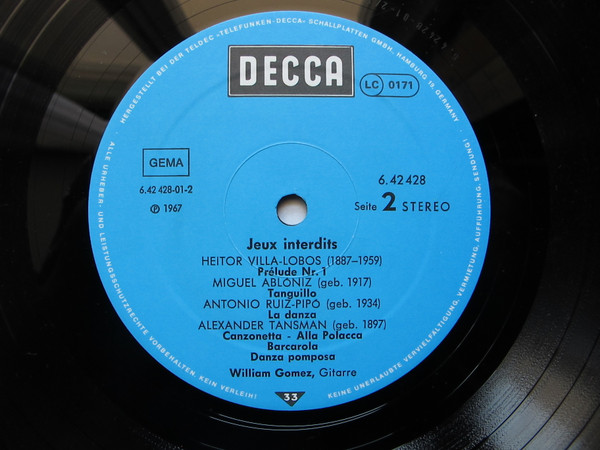 HERGESTELLT BEI DER TELDEC »TELEFUNKEN-DECCA« SCHALLPLATTEN GMBH, HAMBURG 19, GERMANY
DECCA
LC 0171
GEMA
6.42 428-01-2
Ⓟ 1967
6.42 428
Seite 2 STEREO
Jeux interdits
HEITOR VILLA-LOBOS (1887–1959)
Prélude Nr. 1
MIGUEL ABLÓNIZ (geb. 1917)
Tanguillo
ANTONIO RUIZ-PIPÓ (geb. 1934)
La danza
ALEXANDER TANSMAN (geb. 1897)
Canzonetta - Alla Polacca
Barcarola
Danza pomposa
William Gomez, Gitarre
33
ALLE URHEBER- UND LEISTUNGSSCHUTZRECHTE VORBEHALTEN. KEIN VERLEIH!
KEINE UNERLAUBTE VERVIELFÄLTIGUNG, VERMIETUNG, AUFFÜHRUNG, SENDUNG!